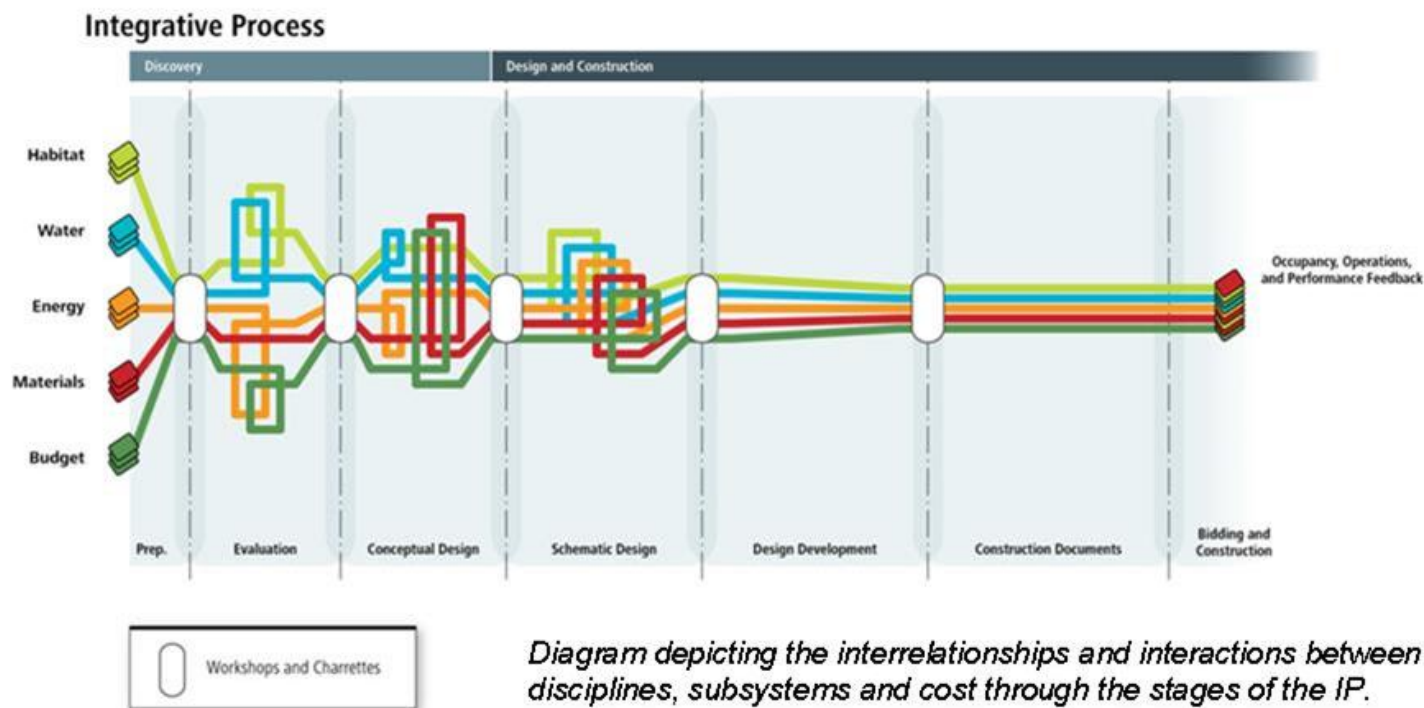 Integrative Process
Discovery
Design and Construction
Habitat
Water
Energy
Materials
Budget
Occupancy, Operations,
and Performance Feedback
Prep.
Evaluation
Conceptual Design
Schematic Design
Design Development
Construction Documents
Bidding and
Construction
Workshops and Charrettes
Diagram depicting the interrelationships and interactions between
disciplines, subsystems and cost through the stages of the IP.